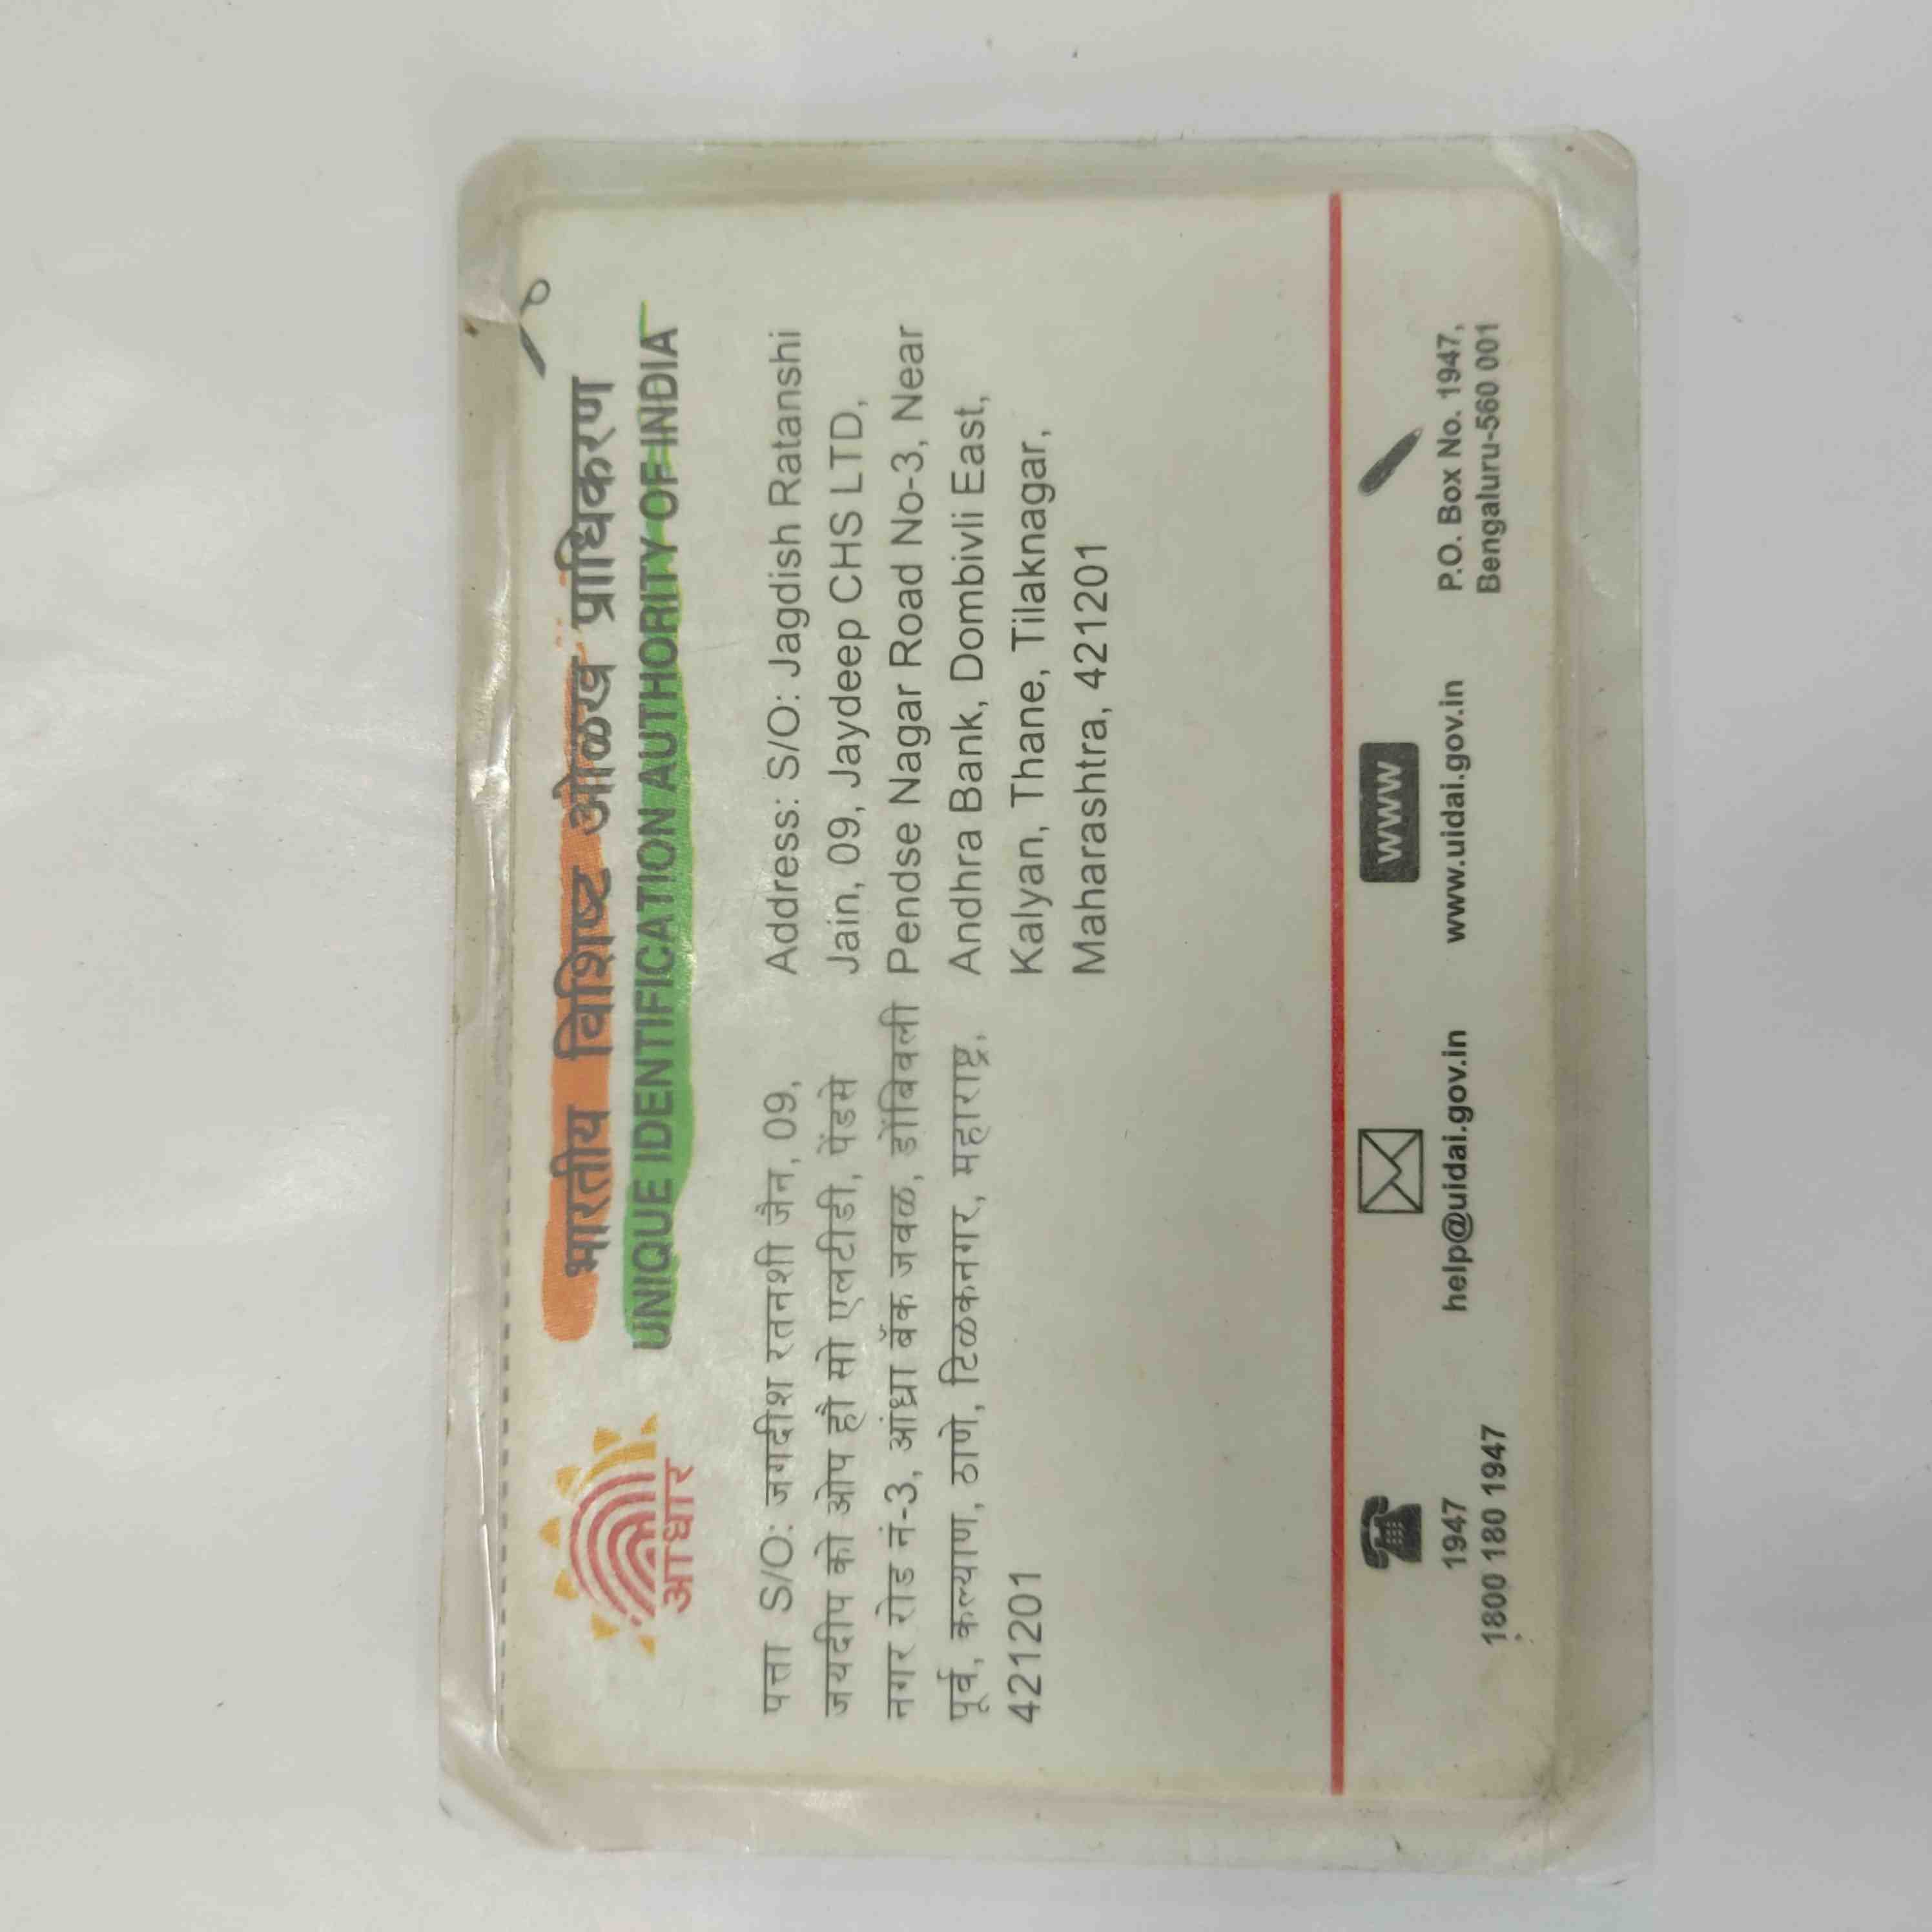 भारतीय विशिष्ट ओळख प्राधिकरण
UNIQUE IDENTIFICATION AUTHORITY OF INDIA
आधार
पत्ता S/O: जगदीश रतनशी जैन, 09,
जयदीप को ओप हौ सो एलटीडी, पेंडसे
नगर रोड नं-3, आंध्रा बँक जवळ, डोंबिवली
पूर्व, कल्याण, ठाणे, टिळकनगर, महाराष्ट्र,
421201
Address: S/O: Jagdish Ratanshi
Jain, 09, Jaydeep CHS LTD,
Pendse Nagar Road No-3, Near
Andhra Bank, Dombivli East,
Kalyan, Thane, Tilaknagar,
Maharashtra, 421201
1947
1800 180 1947
help@uidai.gov.in
WWW
www.uidai.gov.in
P.O. Box No. 1947,
Bengaluru-560 001